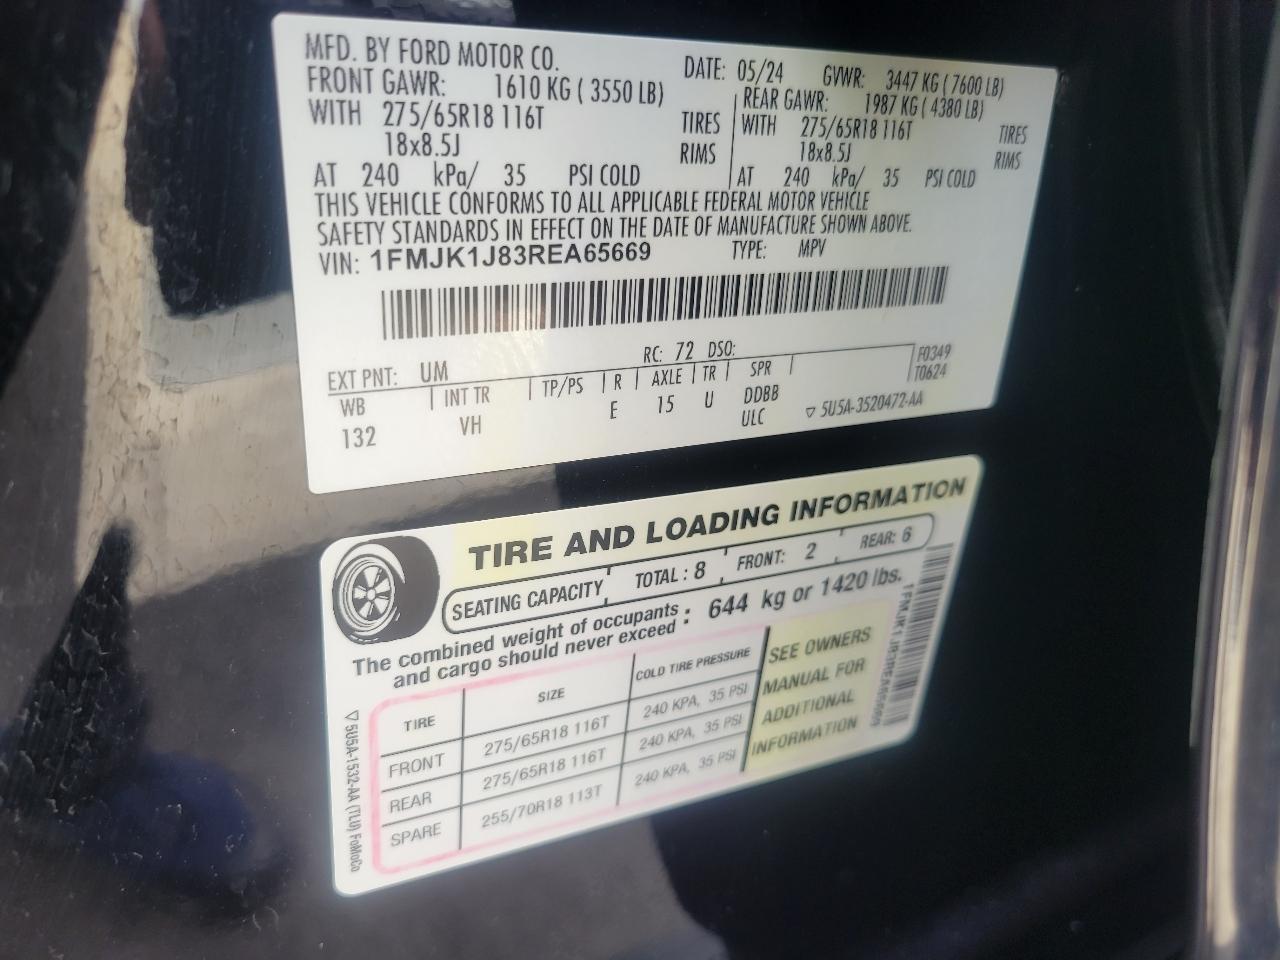 MFD. BY FORD MOTOR CO.
DATE: 05/24 GVWR: 3447 KG ( 7600 LB)
FRONT GAWR: 1610 KG ( 3550 LB)
WITH 275/65R18 116T TIRES
18x8.5J RIMS
AT 240 kPa/ 35 PSI COLD
REAR GAWR: 1987 KG ( 4380 LB)
WITH 275/65R18 116T TIRES
18x8.5J RIMS
AT 240 kPa/ 35 PSI COLD
THIS VEHICLE CONFORMS TO ALL APPLICABLE FEDERAL MOTOR VEHICLE
SAFETY STANDARDS IN EFFECT ON THE DATE OF MANUFACTURE SHOWN ABOVE.
VIN: 1FMJK1J83REA65669 TYPE: MPV
EXT PNT: UM RC: 72 DSO:
WB INT TR TP/PS R AXLE TR SPR
132 VH E 15 U DDBB
ULC
F0349
T0624
▽ 5U5A-3520472-AA
TIRE AND LOADING INFORMATION
SEATING CAPACITY TOTAL : 8 FRONT: 2 REAR: 6
The combined weight of occupants
and cargo should never exceed : 644 kg or 1420 lbs.
TIRE SIZE COLD TIRE PRESSURE
FRONT 275/65R18 116T 240 KPA, 35 PSI
REAR 275/65R18 116T 240 KPA, 35 PSI
SPARE 255/70R18 113T 240 KPA, 35 PSI
SEE OWNERS
MANUAL FOR
ADDITIONAL
INFORMATION
1FMJK1J83REA65669
▽ 5U5A-1532-AA (TLU) FoMoCo